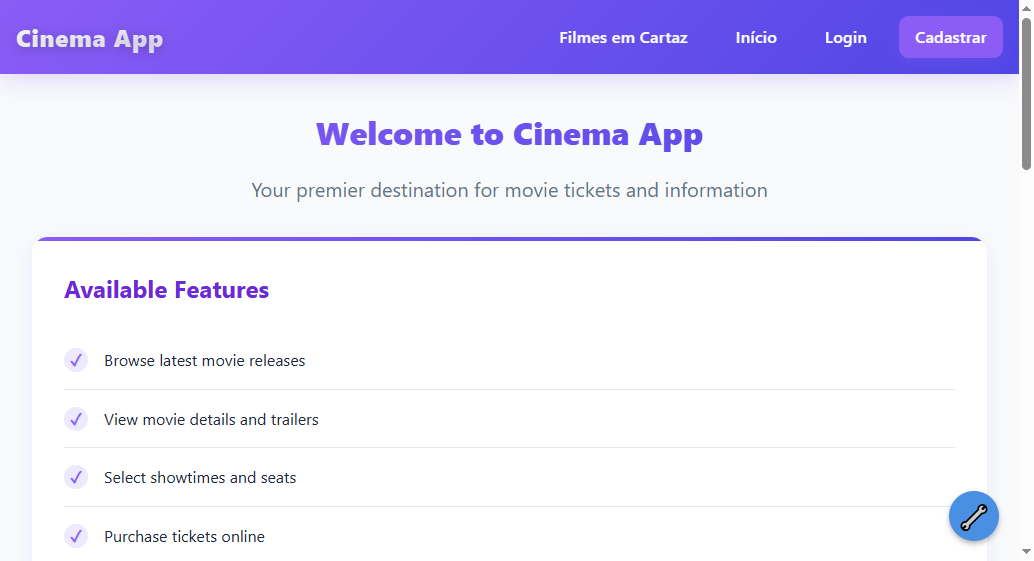 Cinema App
Filmes em Cartaz
Início
Login
Cadastrar
Welcome to Cinema App
Your premier destination for movie tickets and information
Available Features
Browse latest movie releases
View movie details and trailers
Select showtimes and seats
Purchase tickets online